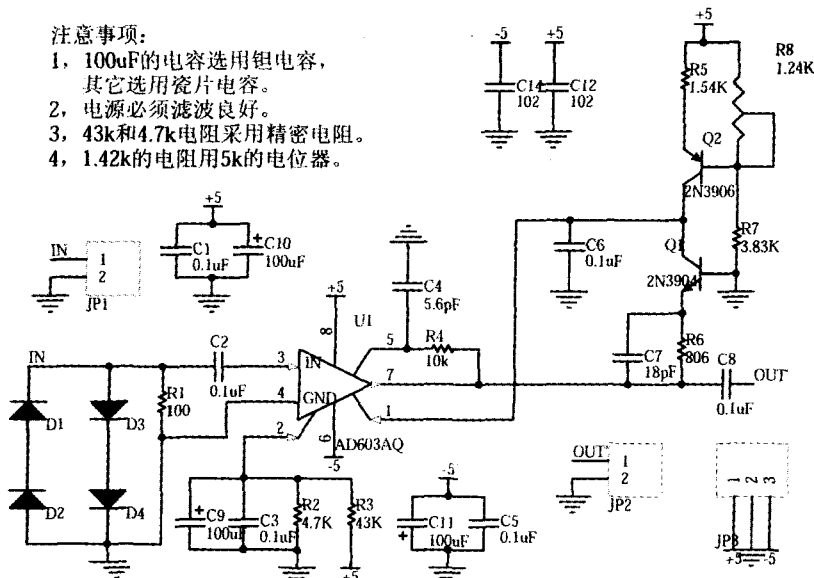 注意事项：
1，100uF的电容选用钽电容，
其它选用瓷片电容。
2，电源必须滤波良好。
3，43k和4.7k电阻采用精密电阻。
4，1.42k的电阻用5k的电位器。
-5
+5
C14
102
C12
102
+5
R5
1.54K
R8
1.24K
Q2
2N3906
R7
3.83K
Q1
2N3904
C6
0.1uF
IN
1
2
JP1
+5
C1
0.1uF
+
C10
100uF
C4
5.6pF
+5
8
U1
5
R4
10k
IN
C2
0.1uF
3
IN
7
4
GND
1
2
6
AD603AQ
-5
R1
100
D1
D3
D2
D4
R6
806
C7
18pF
C8
0.1uF
OUT
+
C9
100uF
C3
0.1uF
R2
4.7K
R3
43K
+5
-5
+
C11
100uF
C5
0.1uF
OUT
1
2
JP2
1
2
3
JP3
+5
-5